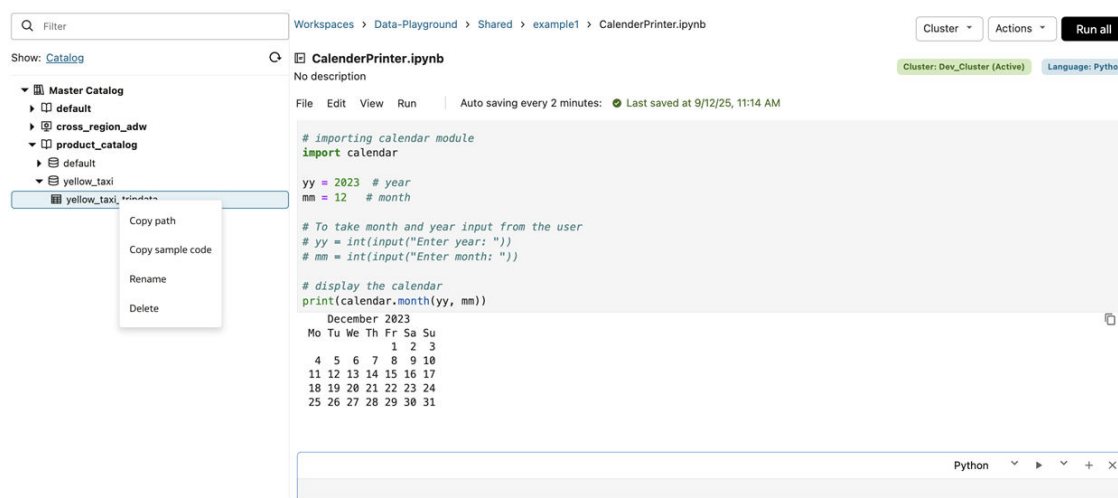 Filter
Show: Catalog
Master Catalog
default
cross_region_adw
product_catalog
default
yellow_taxi
yellow_taxi_tripdata
Copy path
Copy sample code
Rename
Delete
Workspaces > Data-Playground > Shared > example1 > CalenderPrinter.ipynb
Cluster
Actions
Run all
CalenderPrinter.ipynb
No description
Cluster: Dev_Cluster (Active)
Language: Pytho
File Edit View Run Auto saving every 2 minutes: Last saved at 9/12/25, 11:14 AM
# importing calendar module
import calendar
yy = 2023 # year
mm = 12 # month
# To take month and year input from the user
# yy = int(input("Enter year: "))
# mm = int(input("Enter month: "))
# display the calendar
print(calendar.month(yy, mm))
December 2023
Mo Tu We Th Fr Sa Su
1 2 3
4 5 6 7 8 9 10
11 12 13 14 15 16 17
18 19 20 21 22 23 24
25 26 27 28 29 30 31
Python